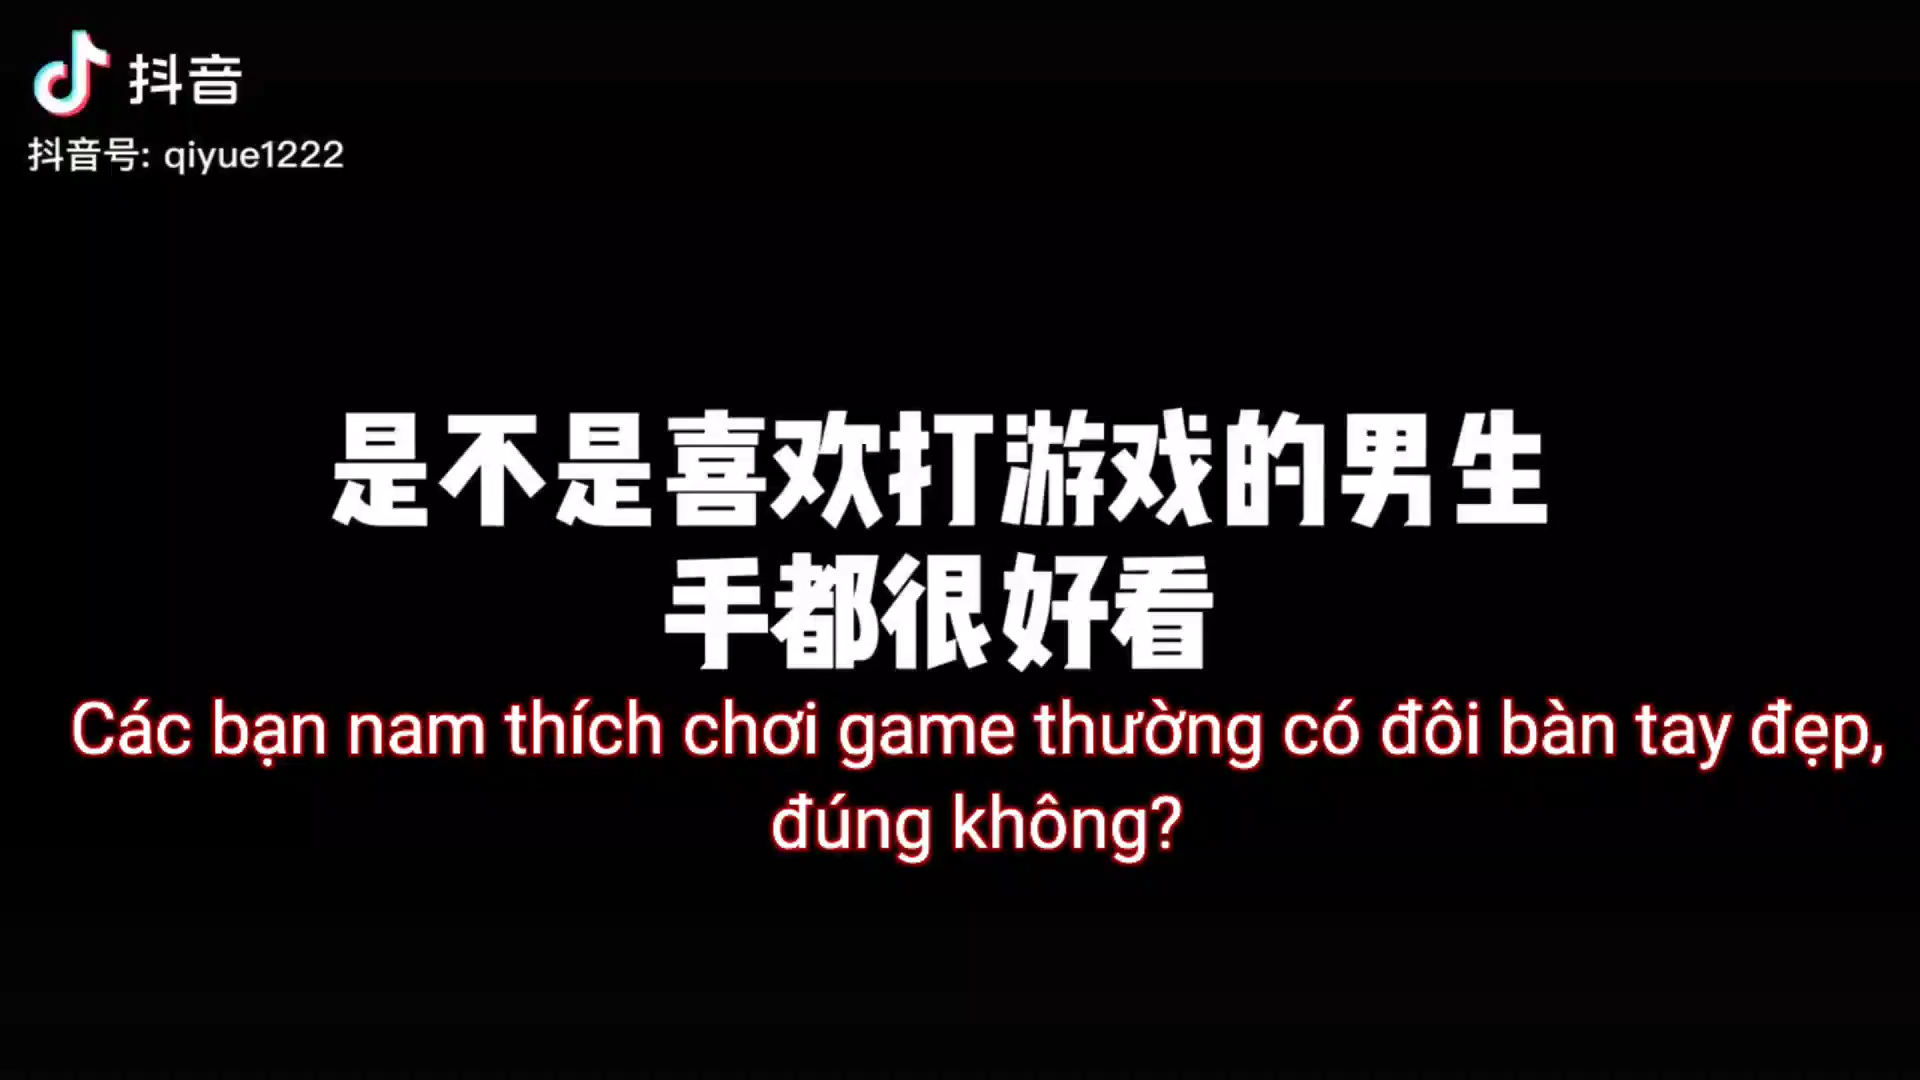 抖音
抖音号: qiyue1222
是不是喜欢打游戏的男生
手都很好看
Các bạn nam thích chơi game thường có đôi bàn tay đẹp,
đúng không?